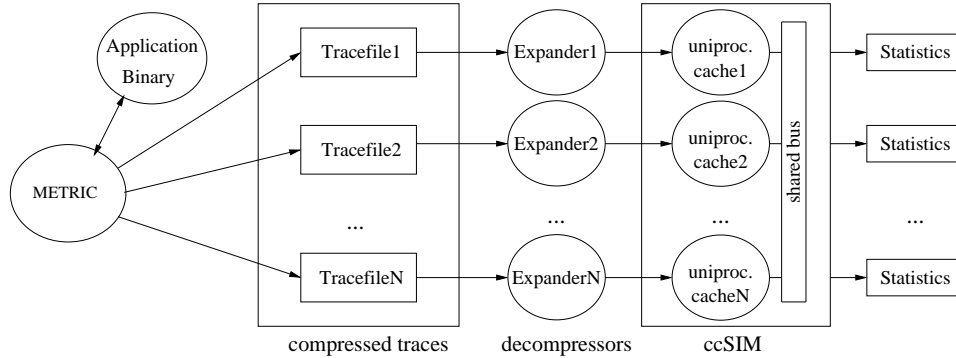 Application
Binary
METRIC
Tracefile1
Tracefile2
...
TracefileN
compressed traces
Expander1
Expander2
...
ExpanderN
decompressors
uniproc.
cache1
uniproc.
cache2
...
uniproc.
cacheN
shared bus
ccSIM
Statistics
Statistics
...
Statistics